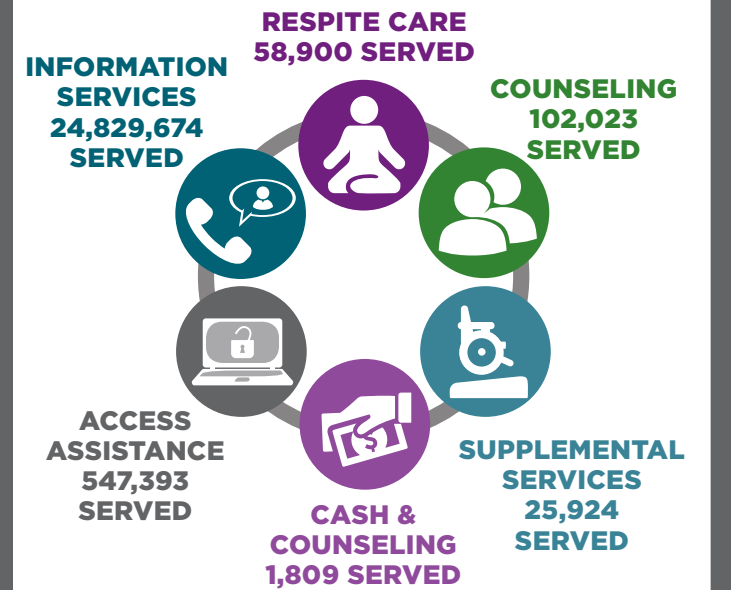 RESPITE CARE
58,900 SERVED
INFORMATION
SERVICES
24,829,674
SERVED
COUNSELING
102,023
SERVED
ACCESS
ASSISTANCE
547,393
SERVED
SUPPLEMENTAL
SERVICES
25,924
SERVED
CASH &
COUNSELING
1,809 SERVED